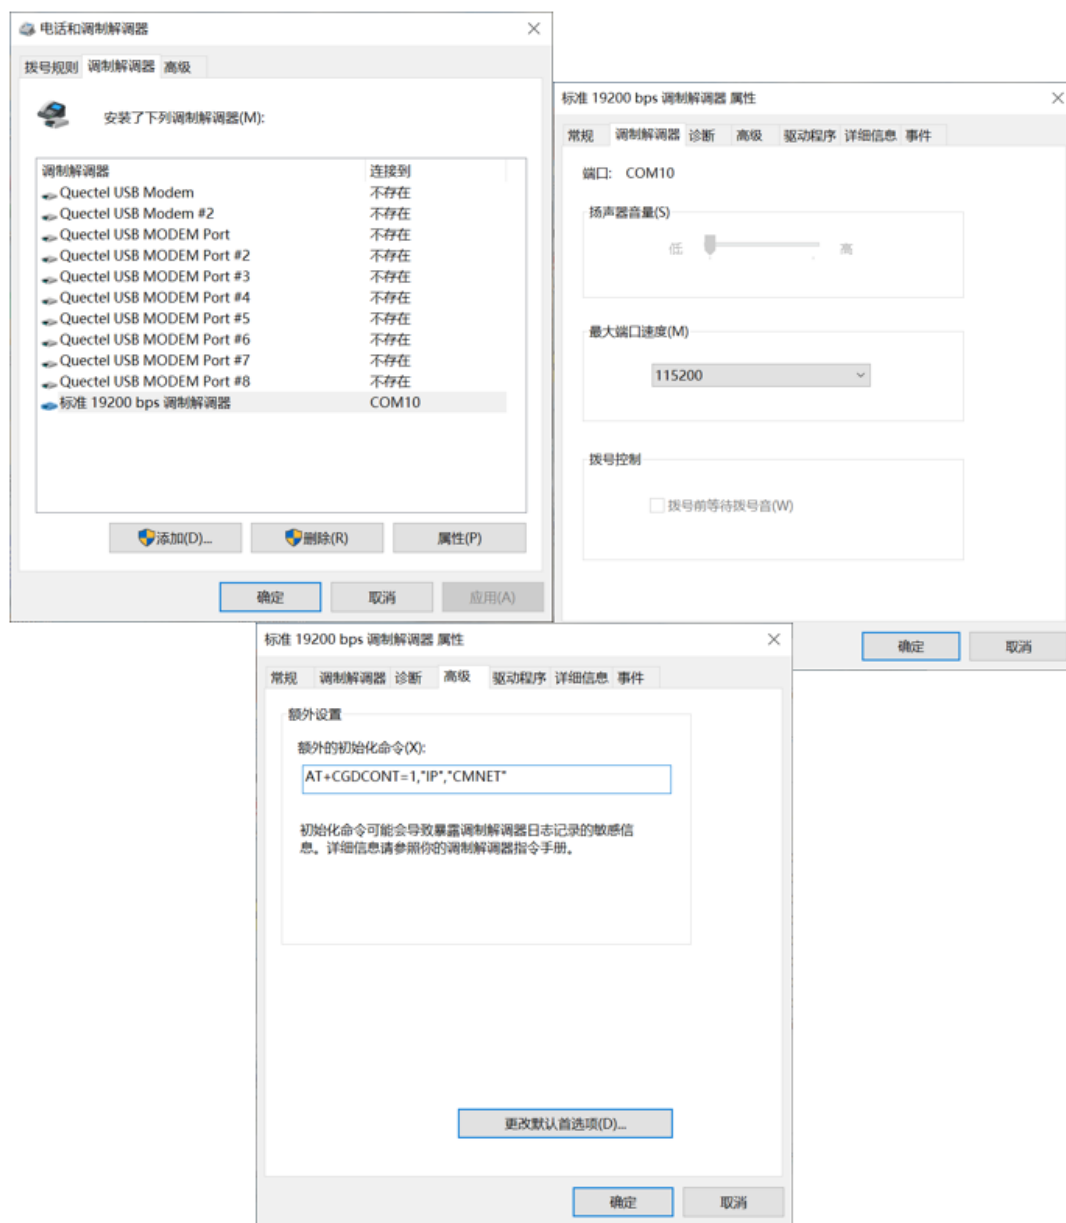 电话和调制解调器
拨号规则 调制解调器 高级
安装了下列调制解调器(M):
调制解调器 连接到
Quectel USB Modem 不存在
Quectel USB Modem #2 不存在
Quectel USB MODEM Port 不存在
Quectel USB MODEM Port #2 不存在
Quectel USB MODEM Port #3 不存在
Quectel USB MODEM Port #4 不存在
Quectel USB MODEM Port #5 不存在
Quectel USB MODEM Port #6 不存在
Quectel USB MODEM Port #7 不存在
Quectel USB MODEM Port #8 不存在
标准 19200 bps 调制解调器 COM10
添加(D)... 删除(R) 属性(P)
确定 取消 应用(A)
标准 19200 bps 调制解调器 属性
常规 调制解调器 诊断 高级 驱动程序 详细信息 事件
端口: COM10
扬声器音量(S)
低 高
最大端口速度(M)
115200
拨号控制
拨号前等待拨号音(W)
确定 取消
标准 19200 bps 调制解调器 属性
常规 调制解调器 诊断 高级 驱动程序 详细信息 事件
额外设置
额外的初始化命令(X):
AT+CGDCONT=1,"IP","CMNET"
初始化命令可能会导致暴露调制解调器日志记录的敏感信
息。详细信息请参照你的调制解调器指令手册。
更改默认首选项(D)...
确定 取消